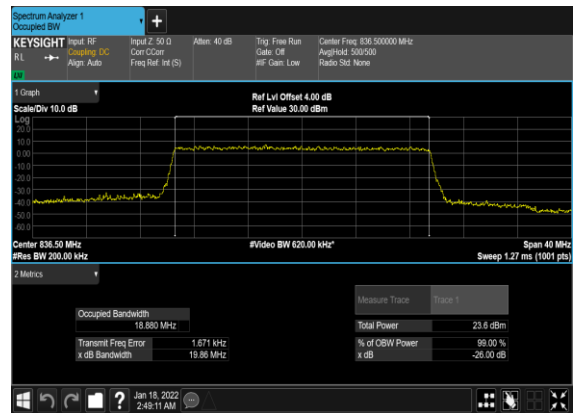 Spectrum Analyzer 1
Occupied BW
+
KEYSIGHT Input: RF Input Z: 50 Ω Atten: 40 dB Trig: Free Run Center Freq: 836.500000 MHz
RL Coupling: DC Corr CCorr Gate: Off Avg|Hold: 500/500
Align: Auto Freq Ref: Int (S) #IF Gain: Low Radio Std: None
1 Graph
Ref Lvl Offset 4.00 dB
Scale/Div 10.0 dB Ref Value 30.00 dBm
Log
20.0
10.0
0.00
-10.0
-20.0
-30.0
-40.0
-50.0
-60.0
Center 836.50 MHz #Video BW 620.00 kHz* Span 40 MHz
#Res BW 200.00 kHz Sweep 1.27 ms (1001 pts)
2 Metrics
Measure Trace Trace 1
Occupied Bandwidth
18.880 MHz Total Power 23.6 dBm
Transmit Freq Error 1.671 kHz % of OBW Power 99.00 %
x dB Bandwidth 19.86 MHz x dB -26.00 dB
? Jan 18, 2022
2:49:11 AM